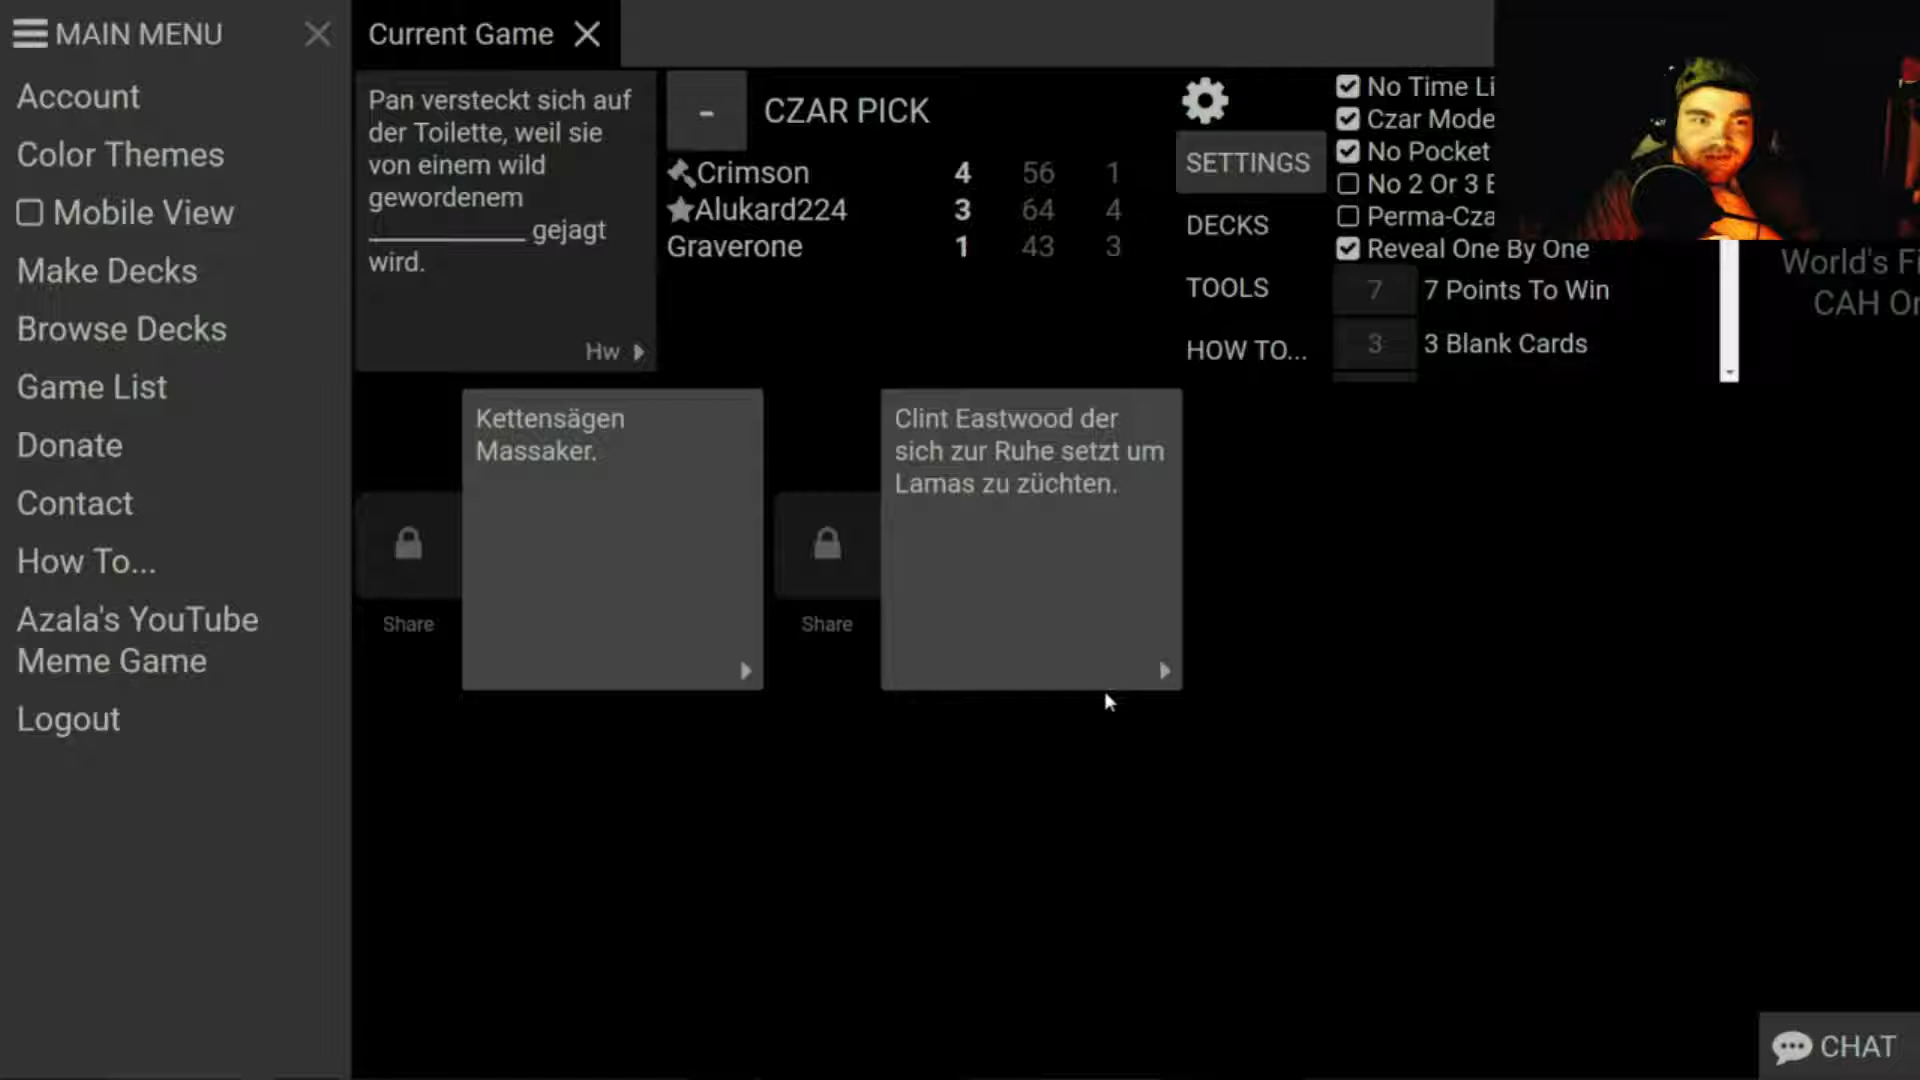 MAIN MENU
Account
Color Themes
Mobile View
Make Decks
Browse Decks
Game List
Donate
Contact
How To...
Azala's YouTube
Meme Game
Logout
Current Game
Pan versteckt sich auf
der Toilette, weil sie
von einem wild
gewordenem
____________ gejagt
wird.
Hw
-
CZAR PICK
Crimson 4 56 1
Alukard224 3 64 4
Graverone 1 43 3
SETTINGS
DECKS
TOOLS
HOW TO...
No Time Li
Czar Mode
No Pocket
No 2 Or 3 B
Perma-Cza
Reveal One By One
7 7 Points To Win
3 3 Blank Cards
World's Fi
CAH On
Share
Kettensägen
Massaker.
Share
Clint Eastwood der
sich zur Ruhe setzt um
Lamas zu züchten.
CHAT